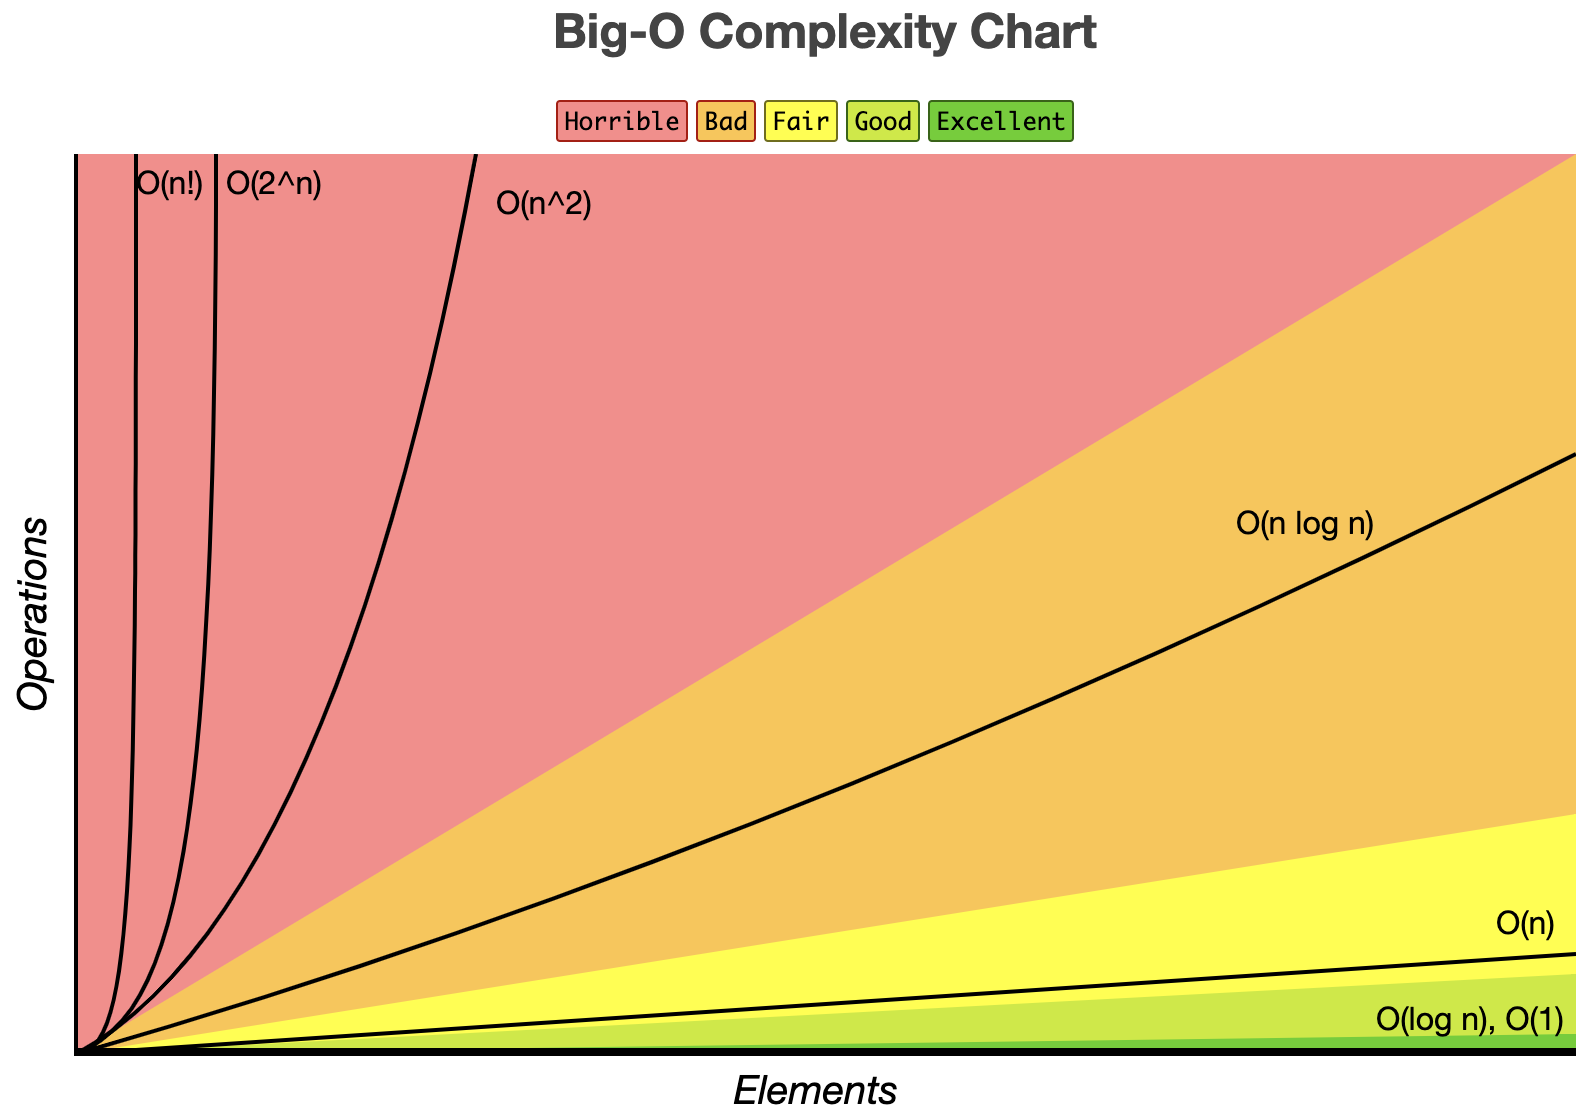 Big-O Complexity Chart
Horrible Bad Fair Good Excellent
O(n!) O(2^n)
O(n^2)
O(n log n)
O(n)
O(log n), O(1)
Operations
Elements